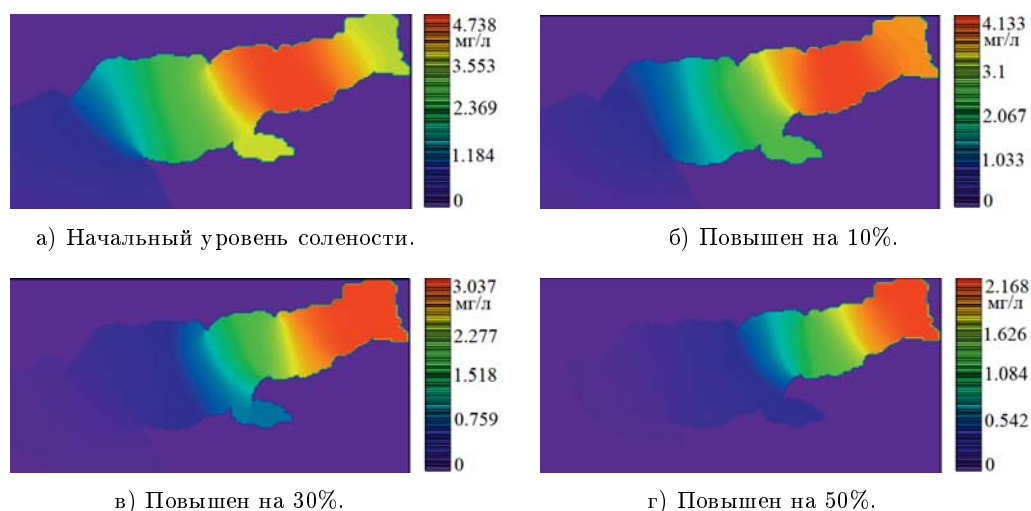 4.738
мг/л
3.553
2.369
1.184
0
а) Начальный уровень солености.
4.133
мг/л
3.1
2.067
1.033
0
б) Повышен на 10%.
3.037
мг/л
2.277
1.518
0.759
0
в) Повышен на 30%.
2.168
мг/л
1.626
1.084
0.542
0
г) Повышен на 50%.